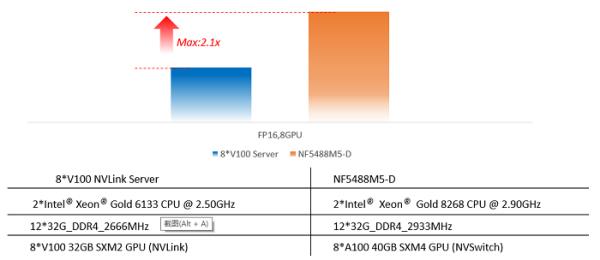 Max:2.1x
FP16,8GPU
8*V100 Server NF5488M5-D
8*V100 NVLink Server NF5488M5-D
2*Intel® Xeon® Gold 6133 CPU @ 2.50GHz 2*Intel® Xeon® Gold 8268 CPU @ 2.90GHz
12*32G_DDR4_2666MHz 截图(Alt + A) 12*32G_DDR4_2933MHz
8*V100 32GB SXM2 GPU (NVLink) 8*A100 40GB SXM4 GPU (NVSwitch)